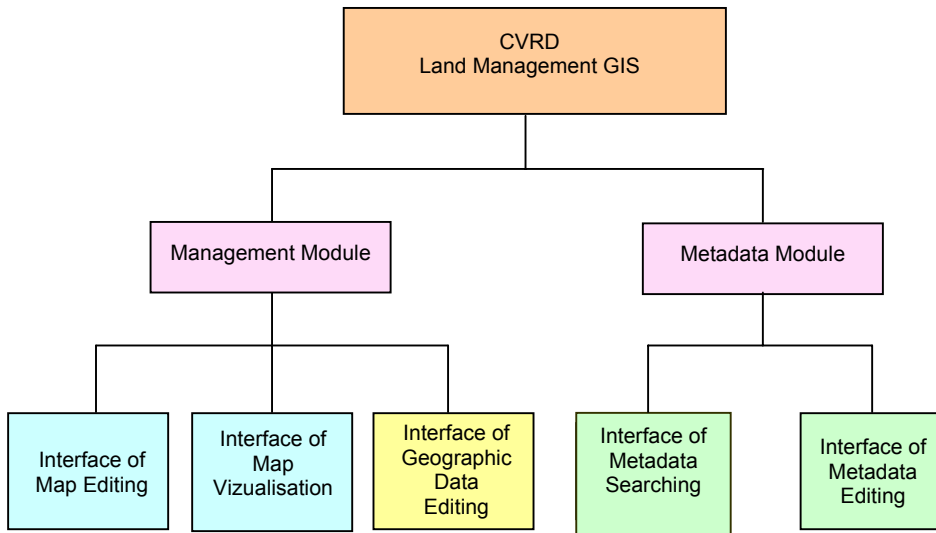 CVRD
Land Management GIS
Management Module
Metadata Module
Interface of
Map Editing
Interface of
Map
Vizualisation
Interface of
Geographic
Data
Editing
Interface of
Metadata
Searching
Interface of
Metadata
Editing